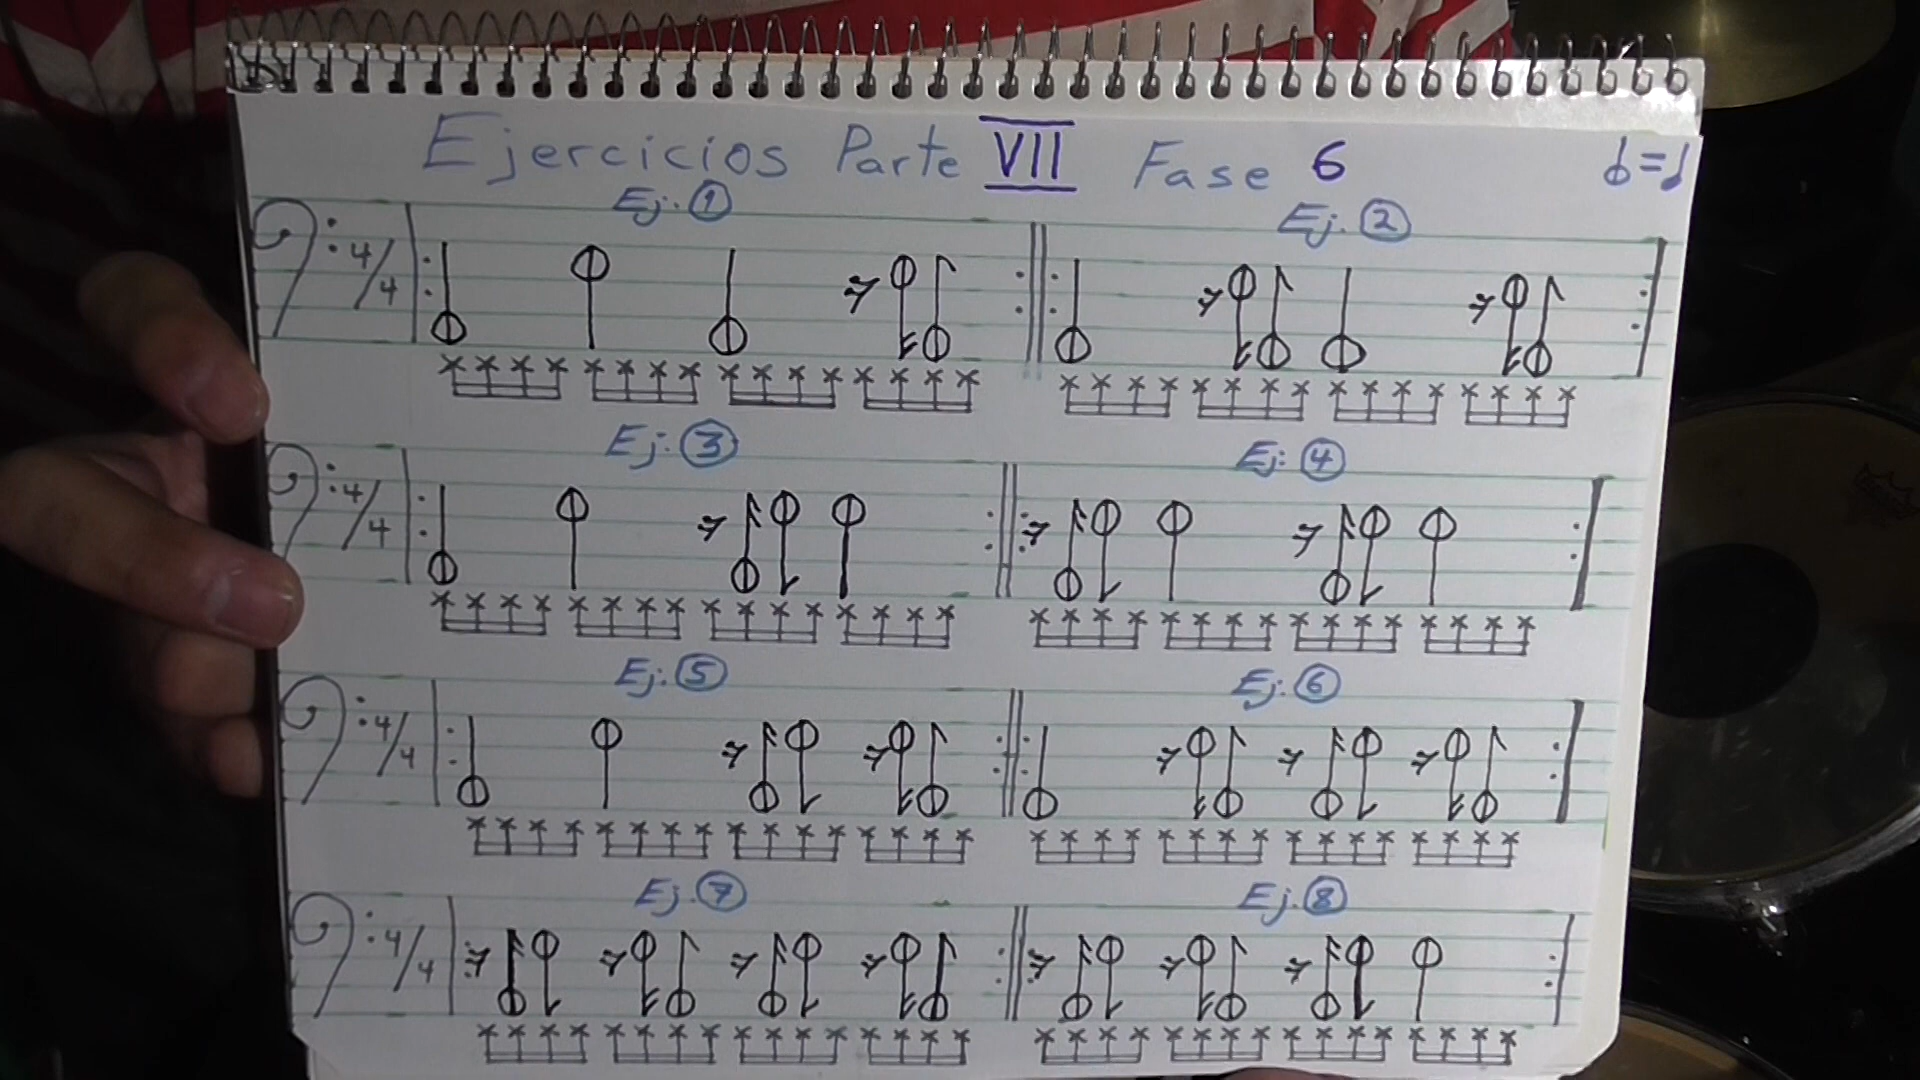 Ejercicios Parte VII Fase 6
Ej. 1 Ej. 2
4/4
Ej. 3 Ej. 4
4/4
Ej. 5 Ej. 6
4/4
Ej. 7 Ej. 8
4/4